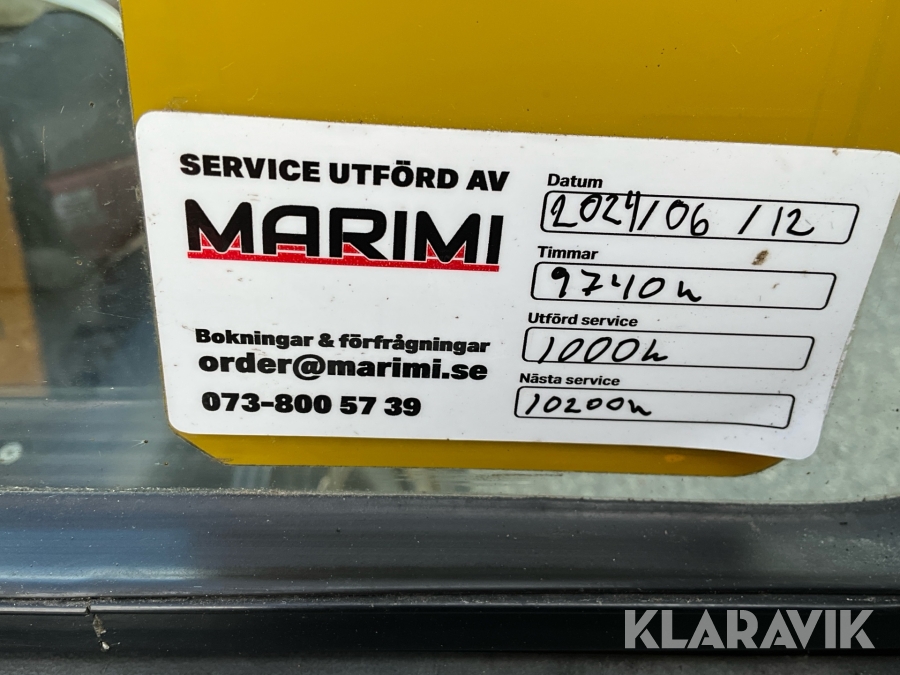 SERVICE UTFÖRD AV
MARIMI
Bokningar & förfrågningar
order@marimi.se
073-800 57 39
Datum
2024/06/12
Timmar
9740h
Utförd service
1000h
Nästa service
10200h
KLARAVIK